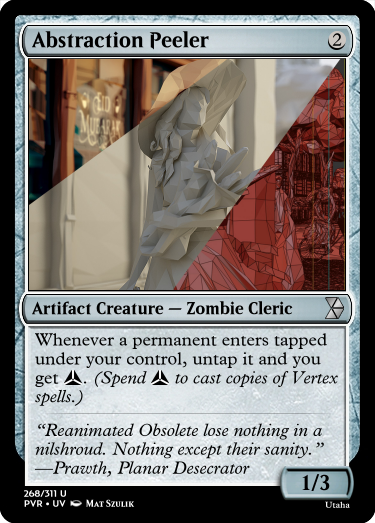 Abstraction Peeler
2
Artifact Creature — Zombie Cleric
Whenever a permanent enters tapped
under your control, untap it and you
get . (Spend  to cast copies of Vertex
spells.)
“Reanimated Obsolete lose nothing in a
nilshroud. Nothing except their sanity.”
—Prawth, Planar Desecrator
1/3
268/311 U
PVR • UV Mat Szulik
Utaha